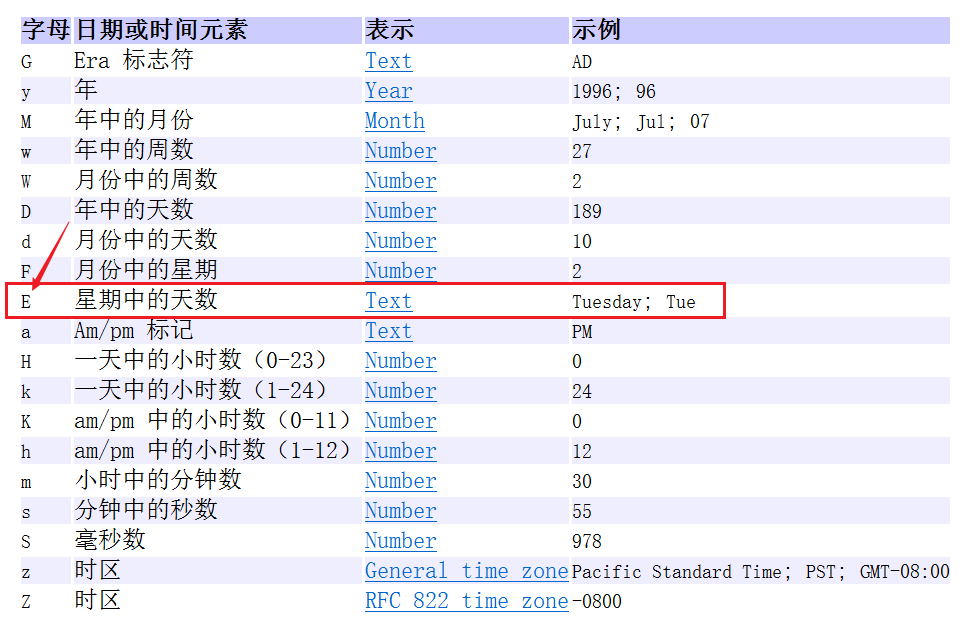 字母 日期或时间元素 表示 示例
G Era 标志符 Text AD
y 年 Year 1996; 96
M 年中的月份 Month July; Jul; 07
w 年中的周数 Number 27
W 月份中的周数 Number 2
D 年中的天数 Number 189
d 月份中的天数 Number 10
F 月份中的星期 Number 2
E 星期中的天数 Text Tuesday; Tue
a Am/pm 标记 Text PM
H 一天中的小时数（0-23） Number 0
k 一天中的小时数（1-24） Number 24
K am/pm 中的小时数（0-11） Number 0
h am/pm 中的小时数（1-12） Number 12
m 小时中的分钟数 Number 30
s 分钟中的秒数 Number 55
S 毫秒数 Number 978
z 时区 General time zone Pacific Standard Time; PST; GMT-08:00
Z 时区 RFC 822 time zone -0800